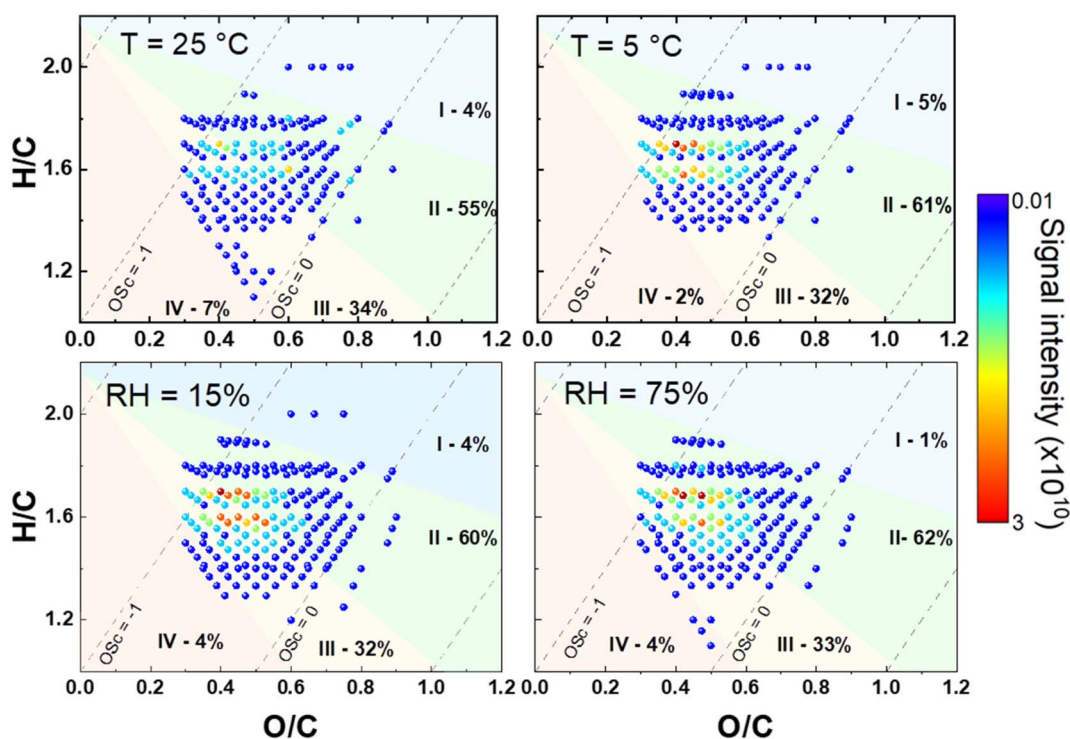 T = 25 °C
H/C
2.0
1.6
1.2
I - 4%
II - 55%
III - 34%
IV - 7%
OSc = -1
OSc = 0
0.0 0.2 0.4 0.6 0.8 1.0 1.2
T = 5 °C
I - 5%
II - 61%
III - 32%
IV - 2%
OSc = -1
OSc = 0
0.0 0.2 0.4 0.6 0.8 1.0 1.2
RH = 15%
H/C
2.0
1.6
1.2
I - 4%
II - 60%
III - 32%
IV - 4%
OSc = -1
OSc = 0
0.0 0.2 0.4 0.6 0.8 1.0 1.2
O/C
RH = 75%
I - 1%
II- 62%
III - 33%
IV - 4%
OSc = -1
OSc = 0
0.0 0.2 0.4 0.6 0.8 1.0 1.2
O/C
0.01
3
Signal intensity (x10¹⁰)